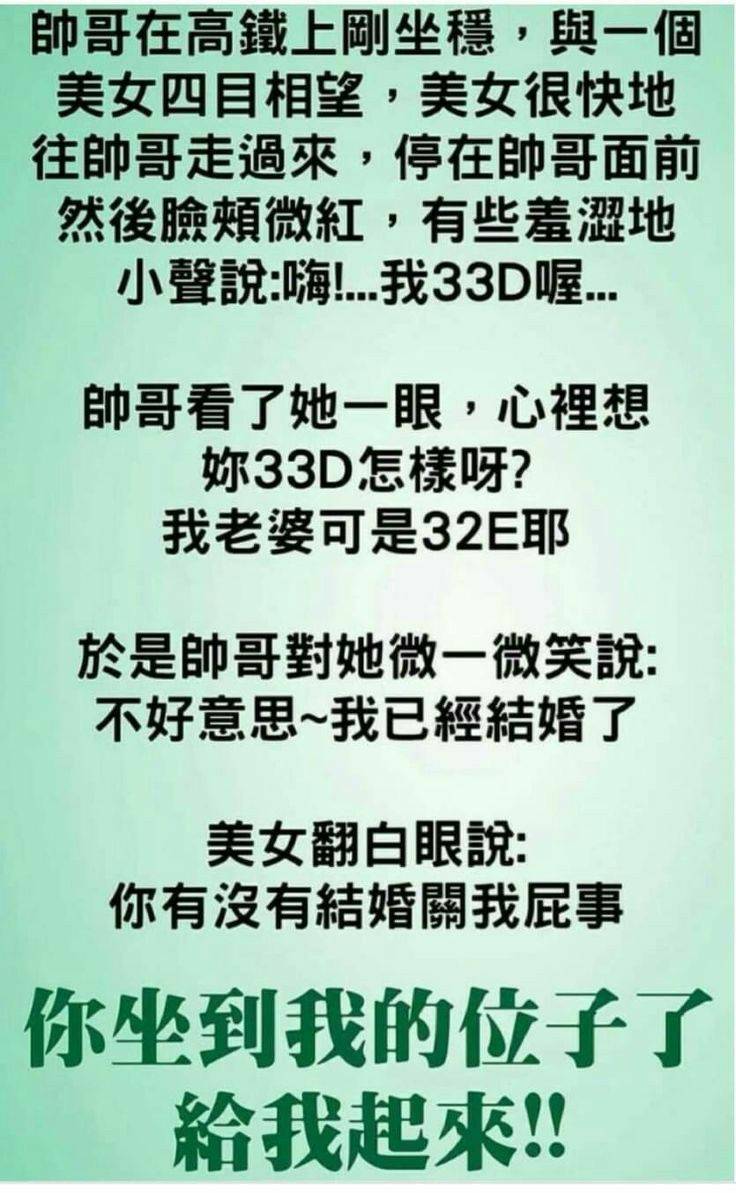 帥哥在高鐵上剛坐穩，與一個
美女四目相望，美女很快地
往帥哥走過來，停在帥哥面前
然後臉頰微紅，有些羞澀地
小聲說:嗨!...我33D喔...
帥哥看了她一眼，心裡想
妳33D怎樣呀?
我老婆可是32E耶
於是帥哥對她微一微笑說:
不好意思~我已經結婚了
美女翻白眼說:
你有沒有結婚關我屁事
你坐到我的位子了
給我起來!!